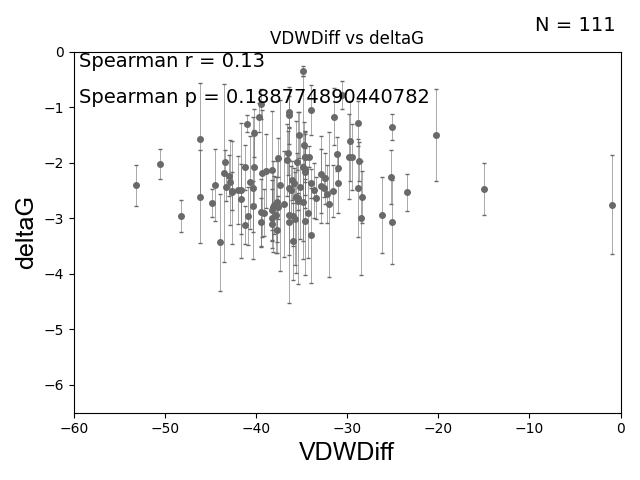 N = 111
VDWDiff vs deltaG
Spearman r = 0.13
Spearman p = 0.188774890440782
0
−1
−2
−3
−4
−5
−6
deltaG
−60 −50 −40 −30 −20 −10 0
VDWDiff